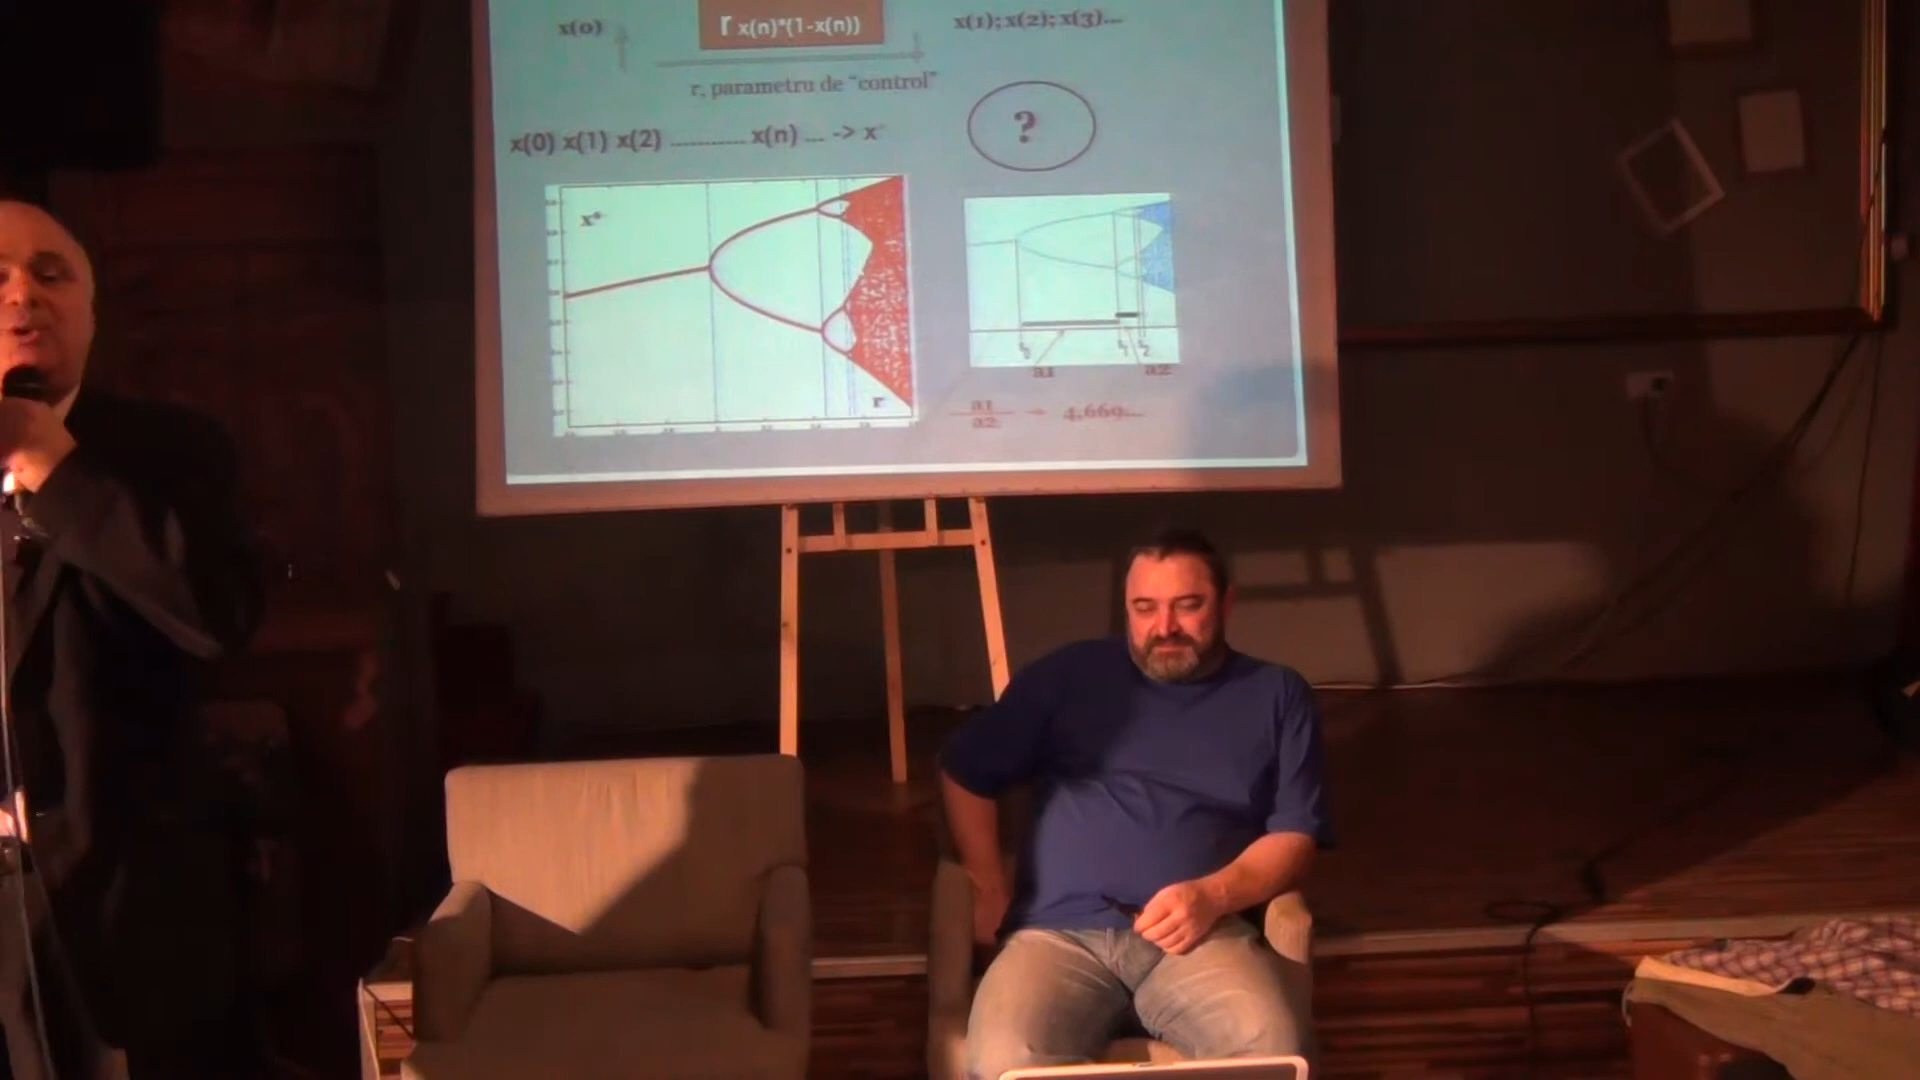 x(0)
r x(n)*(1-x(n))
x(1); x(2); x(3)...
r, parametru de "control"
?
x(0) x(1) x(2) ........... x(n) ... -> x
x*
r
a1
a2
a1
a2
→ 4,669...